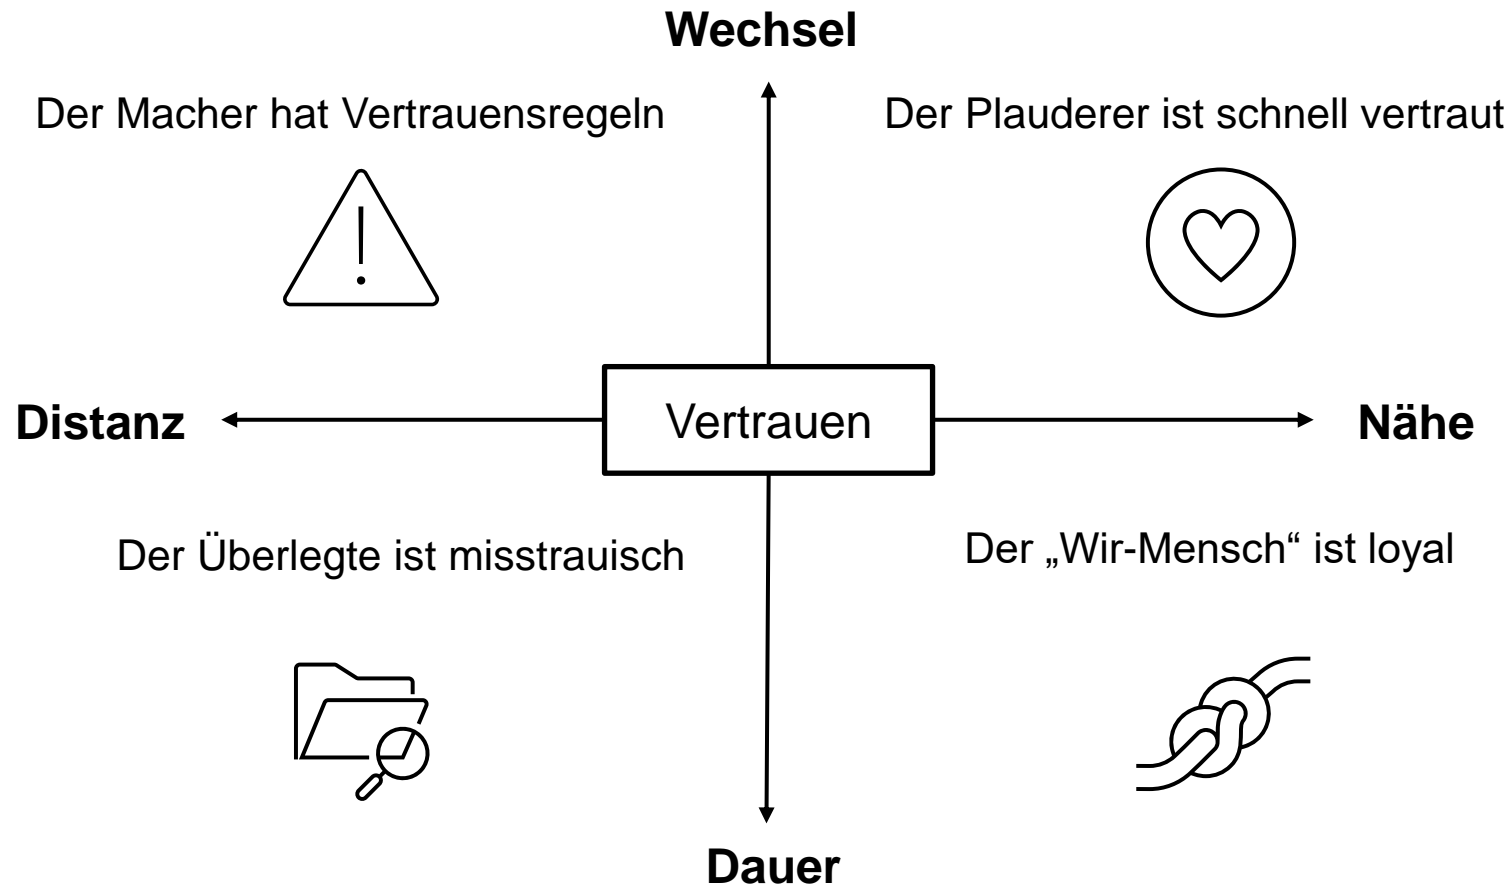 Wechsel
Der Macher hat Vertrauensregeln
Der Plauderer ist schnell vertraut
Distanz
Vertrauen
Nähe
Der Überlegte ist misstrauisch
Der „Wir-Mensch“ ist loyal
Dauer